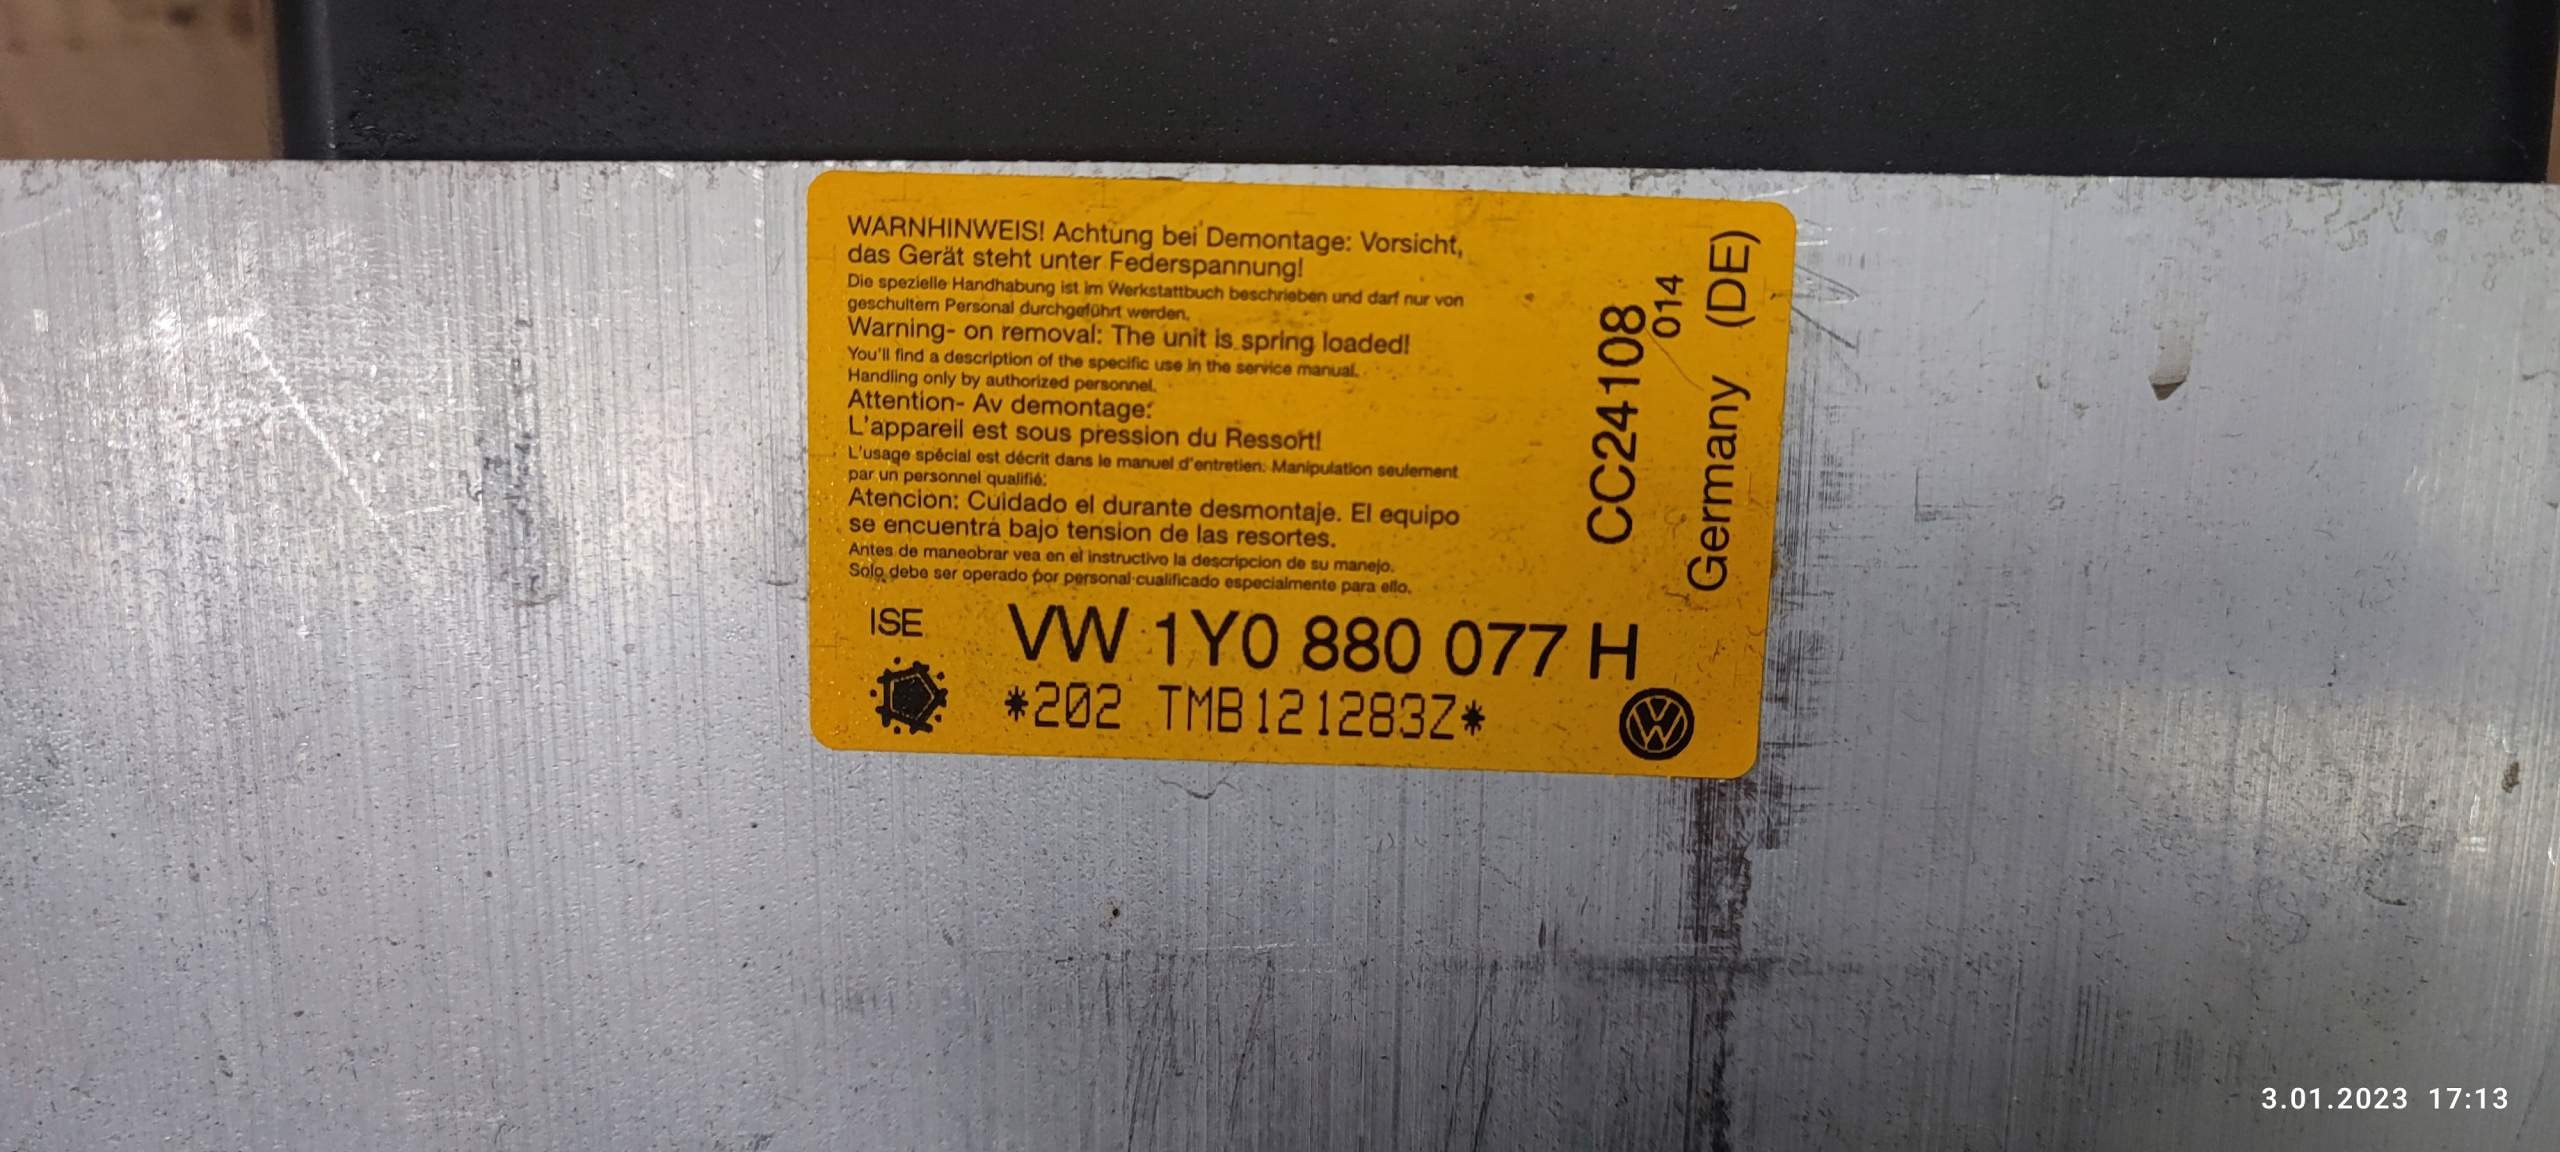 WARNHINWEIS! Achtung bei Demontage: Vorsicht,
das Gerät steht unter Federspannung!
Die spezielle Handhabung ist im Werkstattbuch beschrieben und darf nur von
geschultem Personal durchgeführt werden.
Warning- on removal: The unit is spring loaded!
You'll find a description of the specific use in the service manual.
Handling only by authorized personnel.
Attention- Av demontage:
L'appareil est sous pression du Ressort!
L'usage spécial est décrit dans le manuel d'entretien. Manipulation seulement
par un personnel qualifié:
Atencion: Cuidado el durante desmontaje. El equipo
se encuentrá bajo tension de las resortes.
Antes de maneobrar vea en el instructivo la descripcion de su manejo.
Solo debe ser operado por personal cualificado especialmente para ello.
ISE
VW 1Y0 880 077 H
*202 TMB121283Z*
CC24108
014
Germany (DE)
3.01.2023 17:13